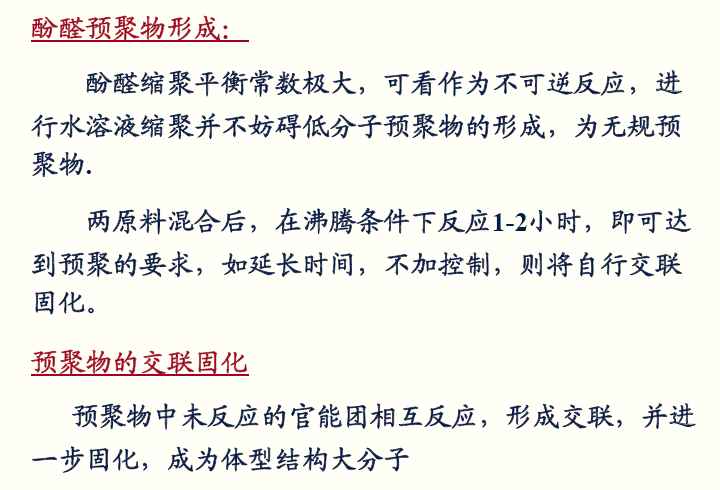 酚醛预聚物形成：
酚醛缩聚平衡常数极大，可看作为不可逆反应，进
行水溶液缩聚并不妨碍低分子预聚物的形成，为无规预
聚物.
两原料混合后，在沸腾条件下反应1-2小时，即可达
到预聚的要求，如延长时间，不加控制，则将自行交联
固化。
预聚物的交联固化
预聚物中未反应的官能团相互反应，形成交联，并进
一步固化，成为体型结构大分子